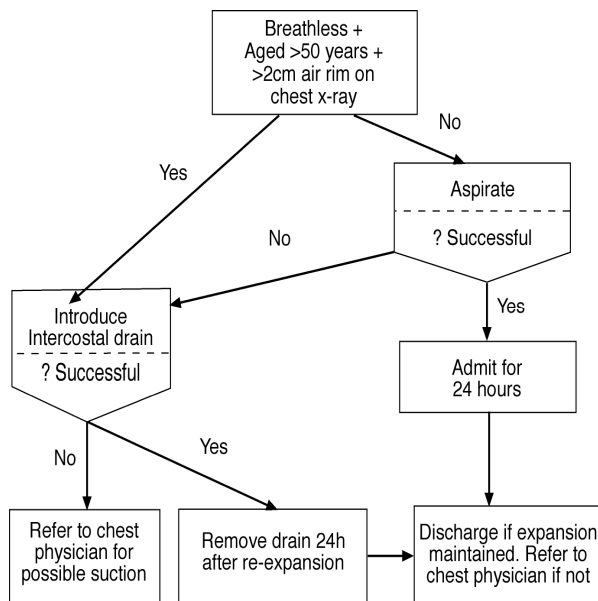 Breathless +
Aged >50 years +
>2cm air rim on
chest x-ray
No
Yes
Aspirate
? Successful
No
Yes
Introduce
Intercostal drain
? Successful
Admit for
24 hours
No
Yes
Refer to chest
physician for
possible suction
Remove drain 24h
after re-expansion
Discharge if expansion
maintained. Refer to
chest physician if not